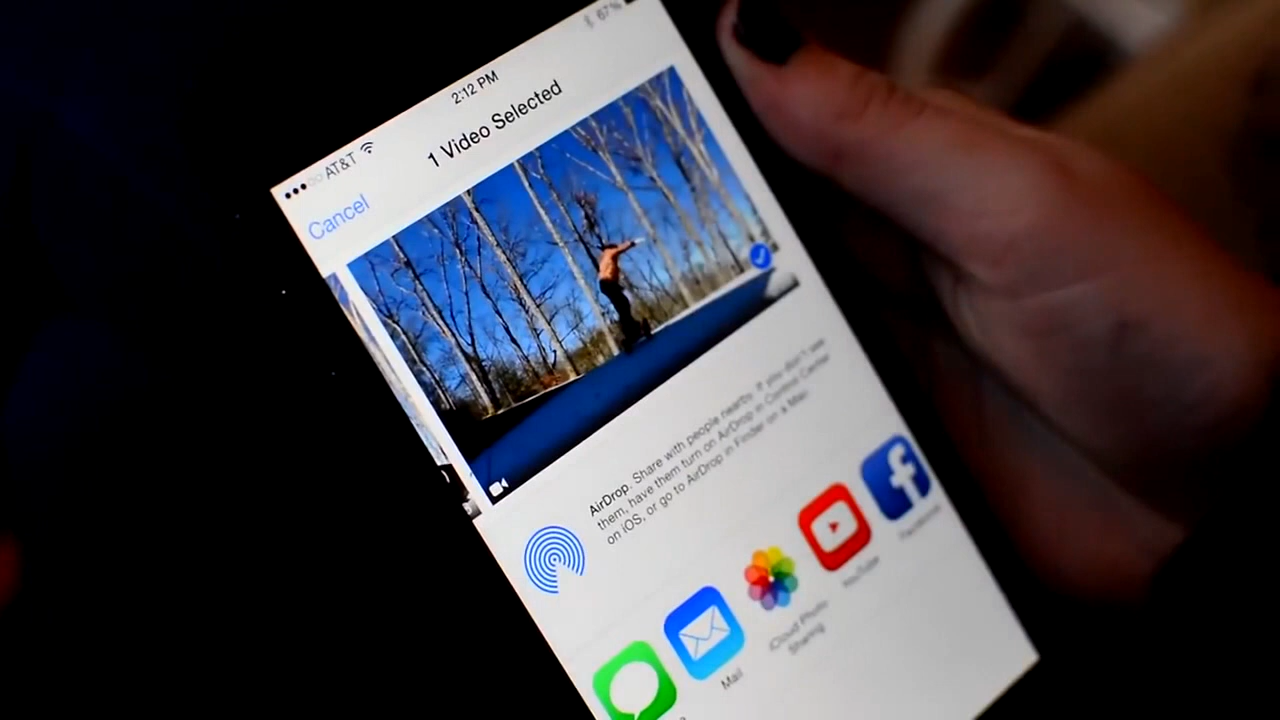 AT&T
2:12 PM
67%
Cancel
1 Video Selected
AirDrop. Share with people nearby. If you don't see
them, have them turn on AirDrop in Control Center
on iOS, or go to AirDrop in Finder on a Mac.
Mail
iCloud Photo
Sharing
YouTube
Facebook